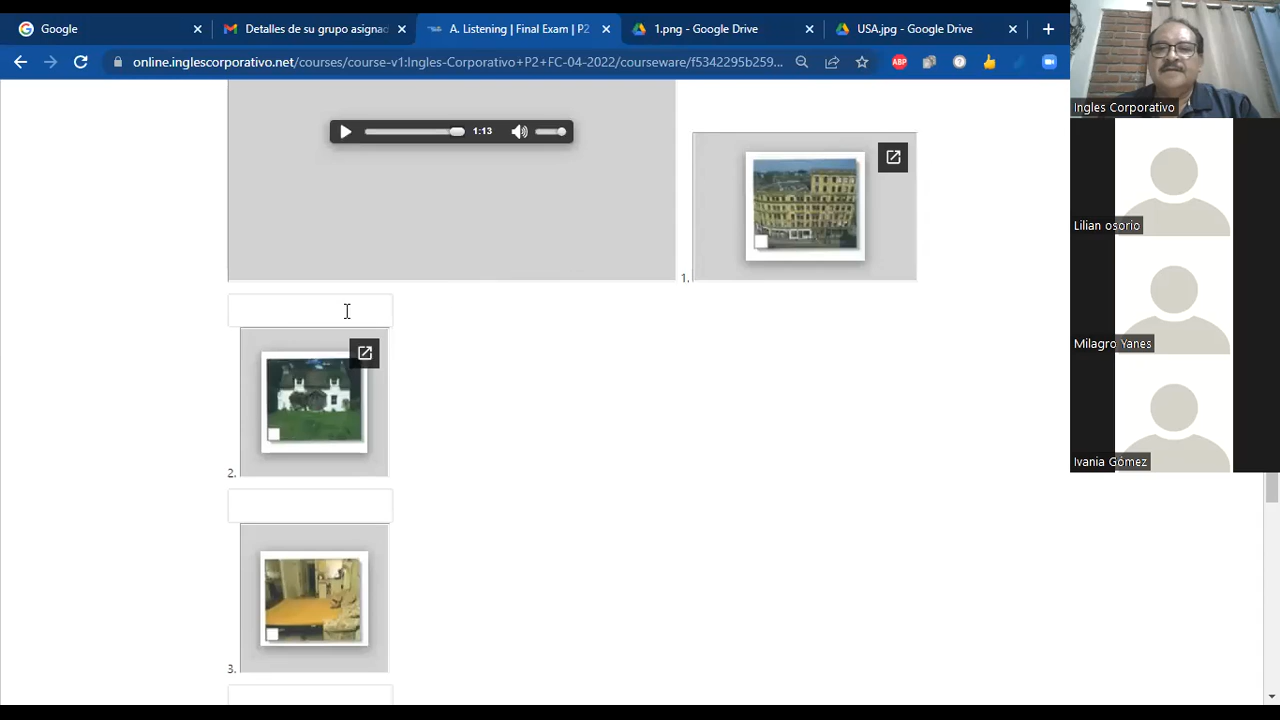 Google
Detalles de su grupo asignac
A. Listening | Final Exam | P2
1.png - Google Drive
USA.jpg - Google Drive
online.inglescorporativo.net/courses/course-v1:Ingles-Corporativo+P2+FC-04-2022/courseware/f5342295b259...
ABP
1:13
1.
2.
3.
Ingles Corporativo
Lilian osorio
Milagro Yanes
Ivania Gómez